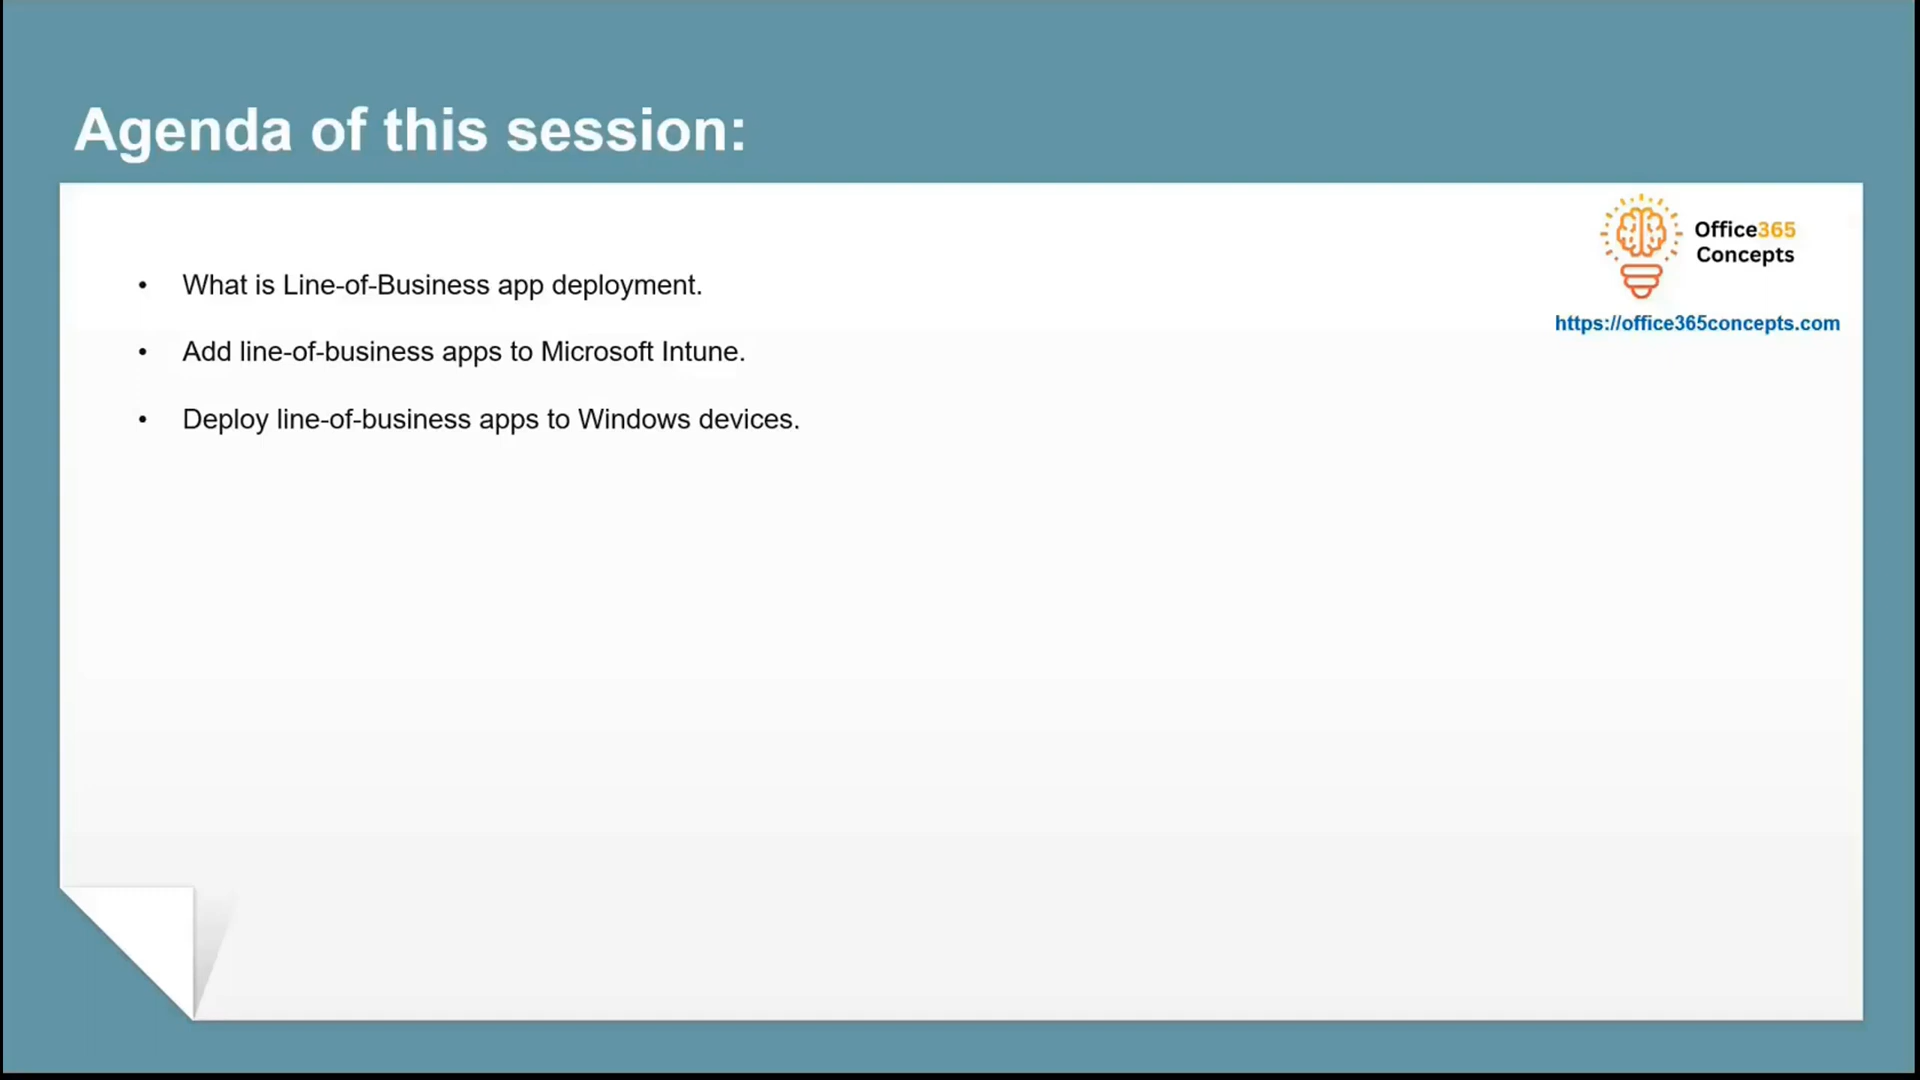 Agenda of this session:
Office365
Concepts
https://office365concepts.com
• What is Line-of-Business app deployment.
• Add line-of-business apps to Microsoft Intune.
• Deploy line-of-business apps to Windows devices.